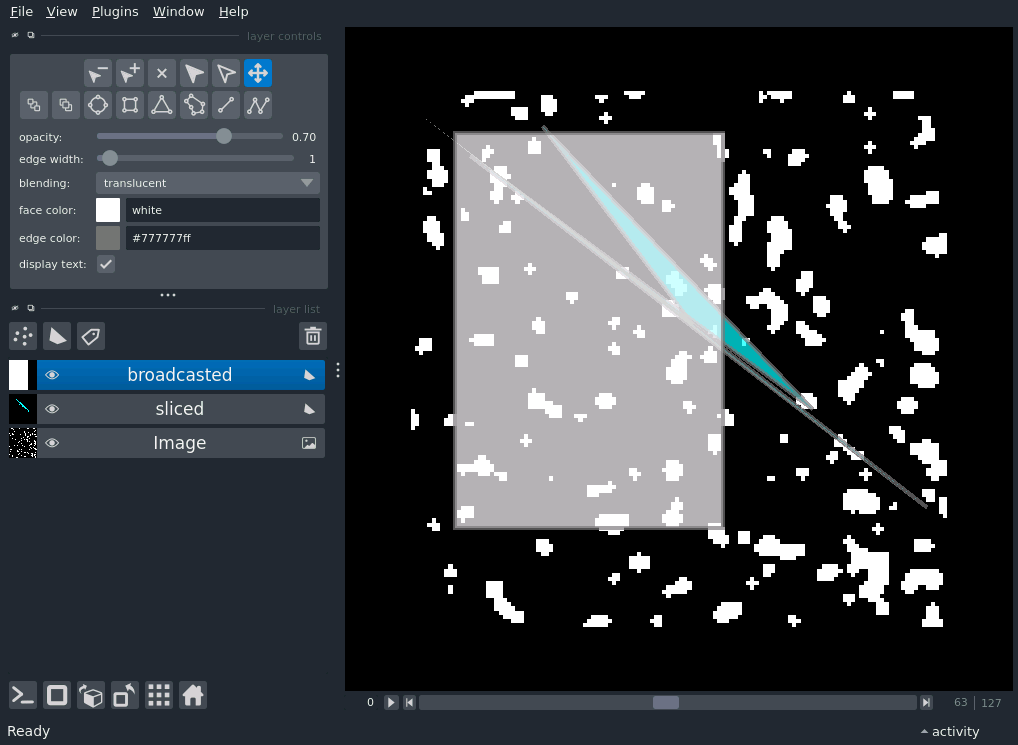 File View Plugins Window Help
layer controls
opacity: 0.70
edge width: 1
blending: translucent
face color: white
edge color: #777777ff
display text:
layer list
broadcasted
sliced
Image
0 63 127
Ready activity